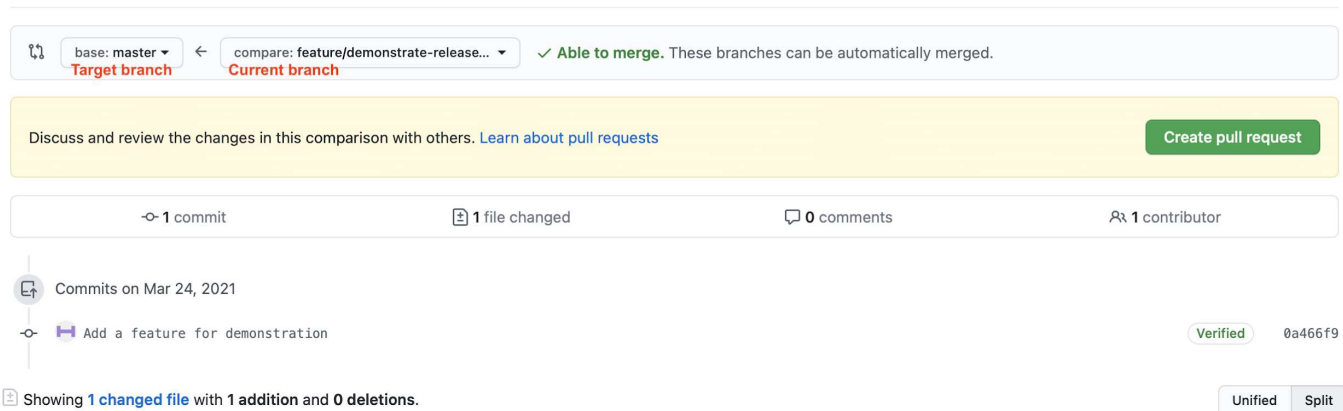 base: master compare: feature/demonstrate-release... Able to merge. These branches can be automatically merged.
Target branch Current branch
Discuss and review the changes in this comparison with others. Learn about pull requests Create pull request
1 commit 1 file changed 0 comments 1 contributor
Commits on Mar 24, 2021
Add a feature for demonstration Verified 0a466f9
Showing 1 changed file with 1 addition and 0 deletions. Unified Split